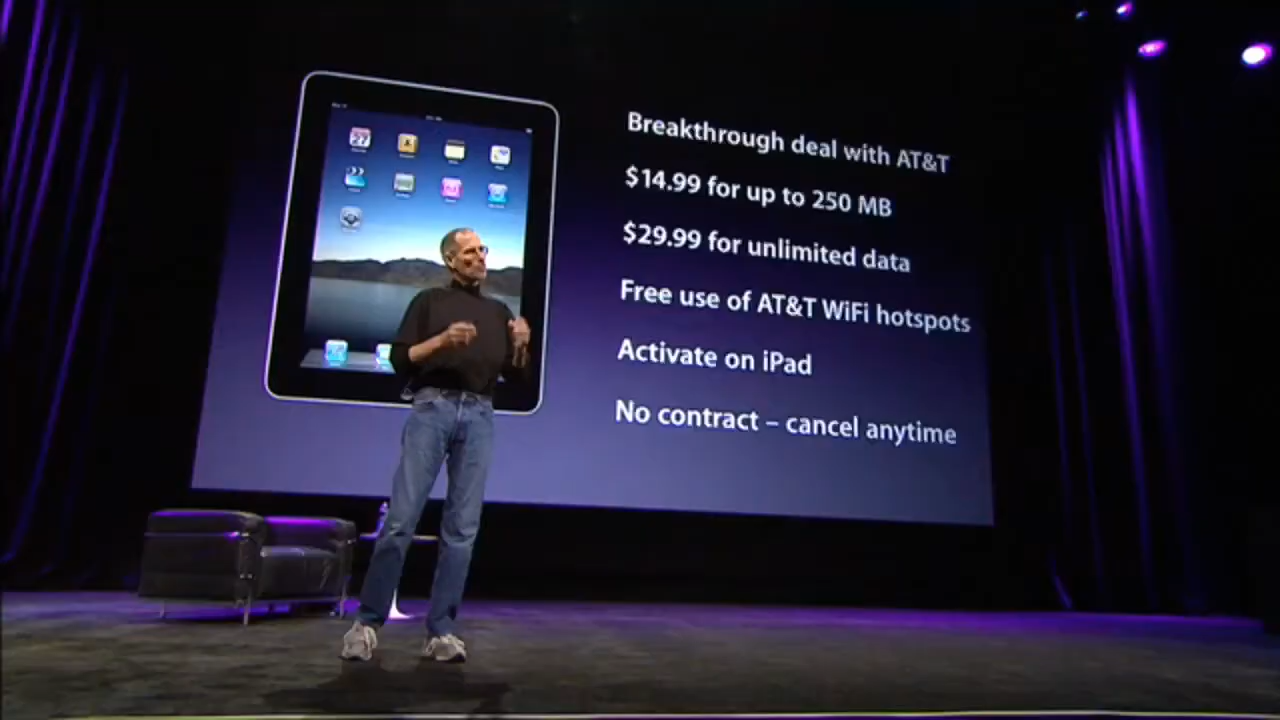 27
Breakthrough deal with AT&T
$14.99 for up to 250 MB
$29.99 for unlimited data
Free use of AT&T WiFi hotspots
Activate on iPad
No contract – cancel anytime